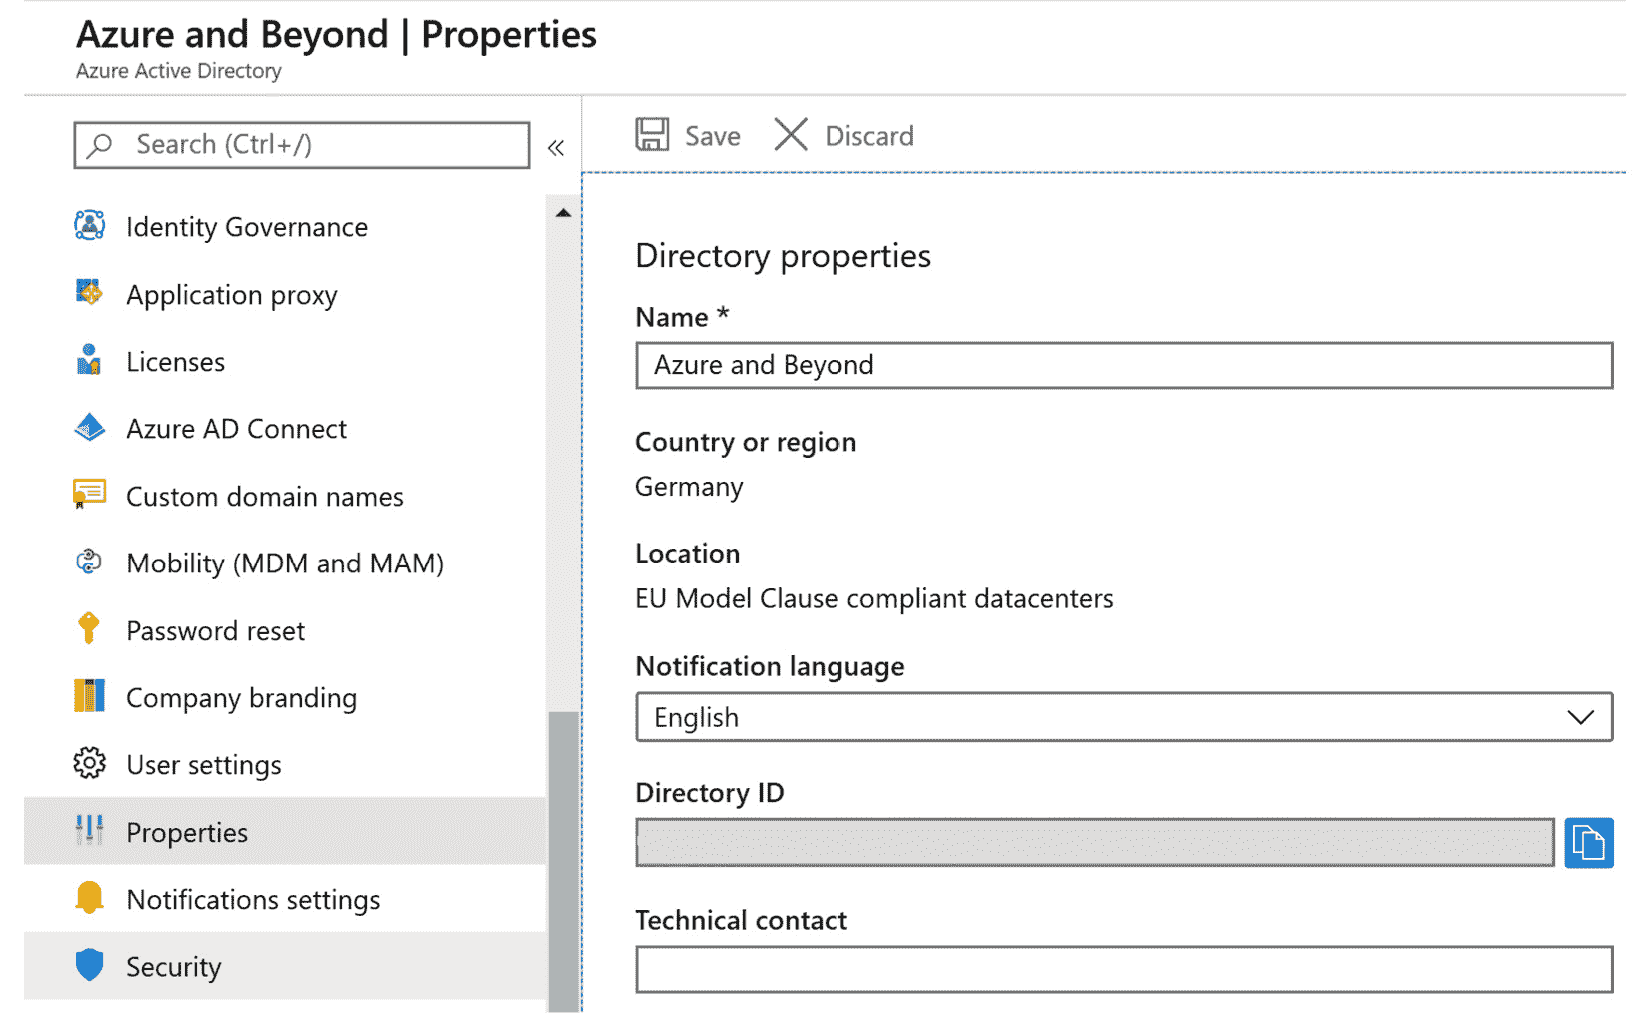 Azure and Beyond | Properties
Azure Active Directory
Search (Ctrl+/)
«
Identity Governance
Application proxy
Licenses
Azure AD Connect
Custom domain names
Mobility (MDM and MAM)
Password reset
Company branding
User settings
Properties
Notifications settings
Security
Save
Discard
Directory properties
Name *
Azure and Beyond
Country or region
Germany
Location
EU Model Clause compliant datacenters
Notification language
English
Directory ID
Technical contact